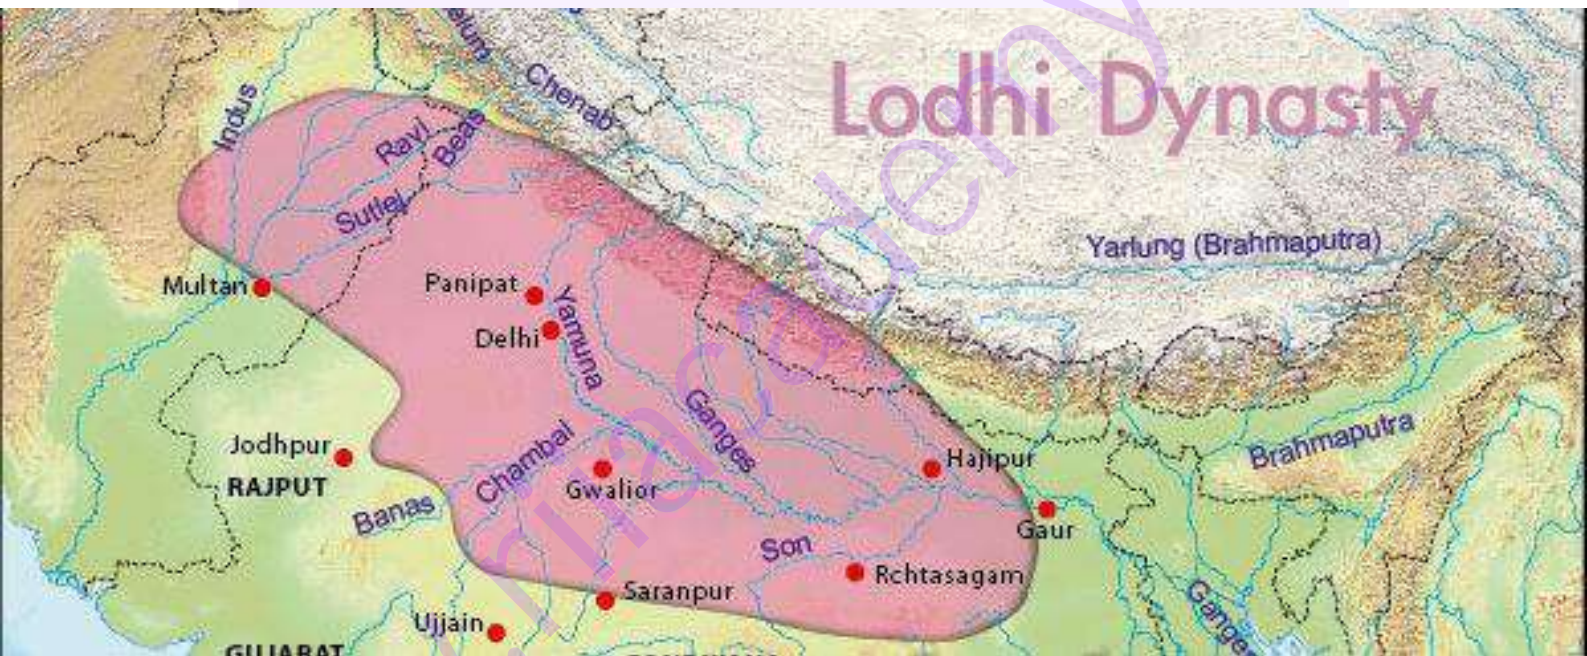 Lodhi Dynasty
Indus
Chenab
Ravi
Beas
Sutlej
Yarlung (Brahmaputra)
Multan
Panipat
Delhi
Yamuna
Ganges
Jodhpur
RAJPUT
Banas
Chambal
Gwalior
Hajipur
Brahmaputra
Gaur
Son
Rchtasagam
Saranpur
Ujjain
Ganges
GUJARAT